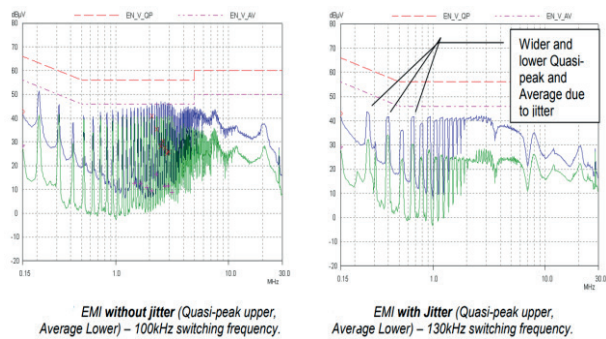 dBµV EN_V_QP EN_V_AV
80
70
60
50
40
30
20
10
0
-10
-20
0.15 1.0 10.0 30.0
MHz
EMI without jitter (Quasi-peak upper,
Average Lower) – 100kHz switching frequency.
dBµV EN_V_QP EN_V_AV
80
70
60
50
40
30
20
10
0
-10
-20
0.15 1.0 10.0 30.0
MHz
Wider and
lower Quasi-
peak and
Average due
to jitter
EMI with Jitter (Quasi-peak upper,
Average Lower) – 130kHz switching frequency.